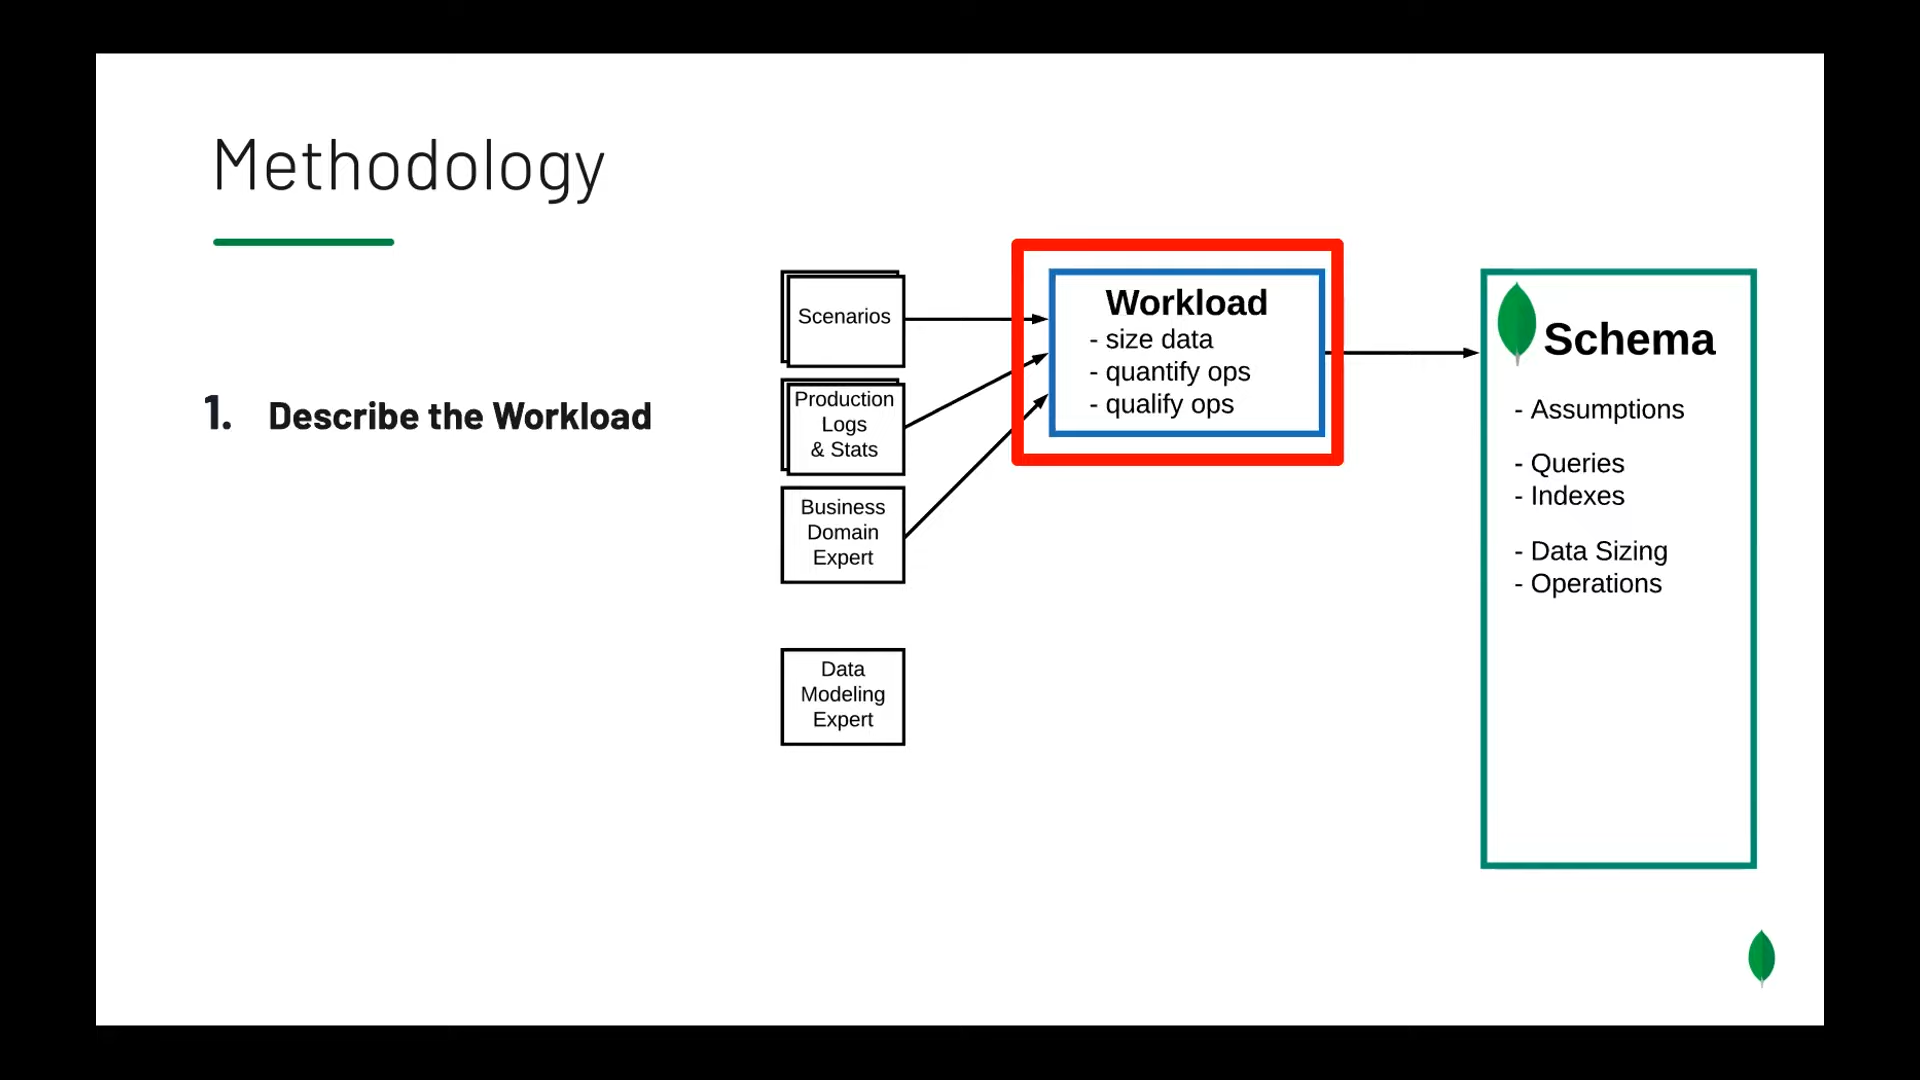 Methodology
1. Describe the Workload
Scenarios
Production
Logs
& Stats
Business
Domain
Expert
Data
Modeling
Expert
Workload
- size data
- quantify ops
- qualify ops
Schema
- Assumptions
- Queries
- Indexes
- Data Sizing
- Operations